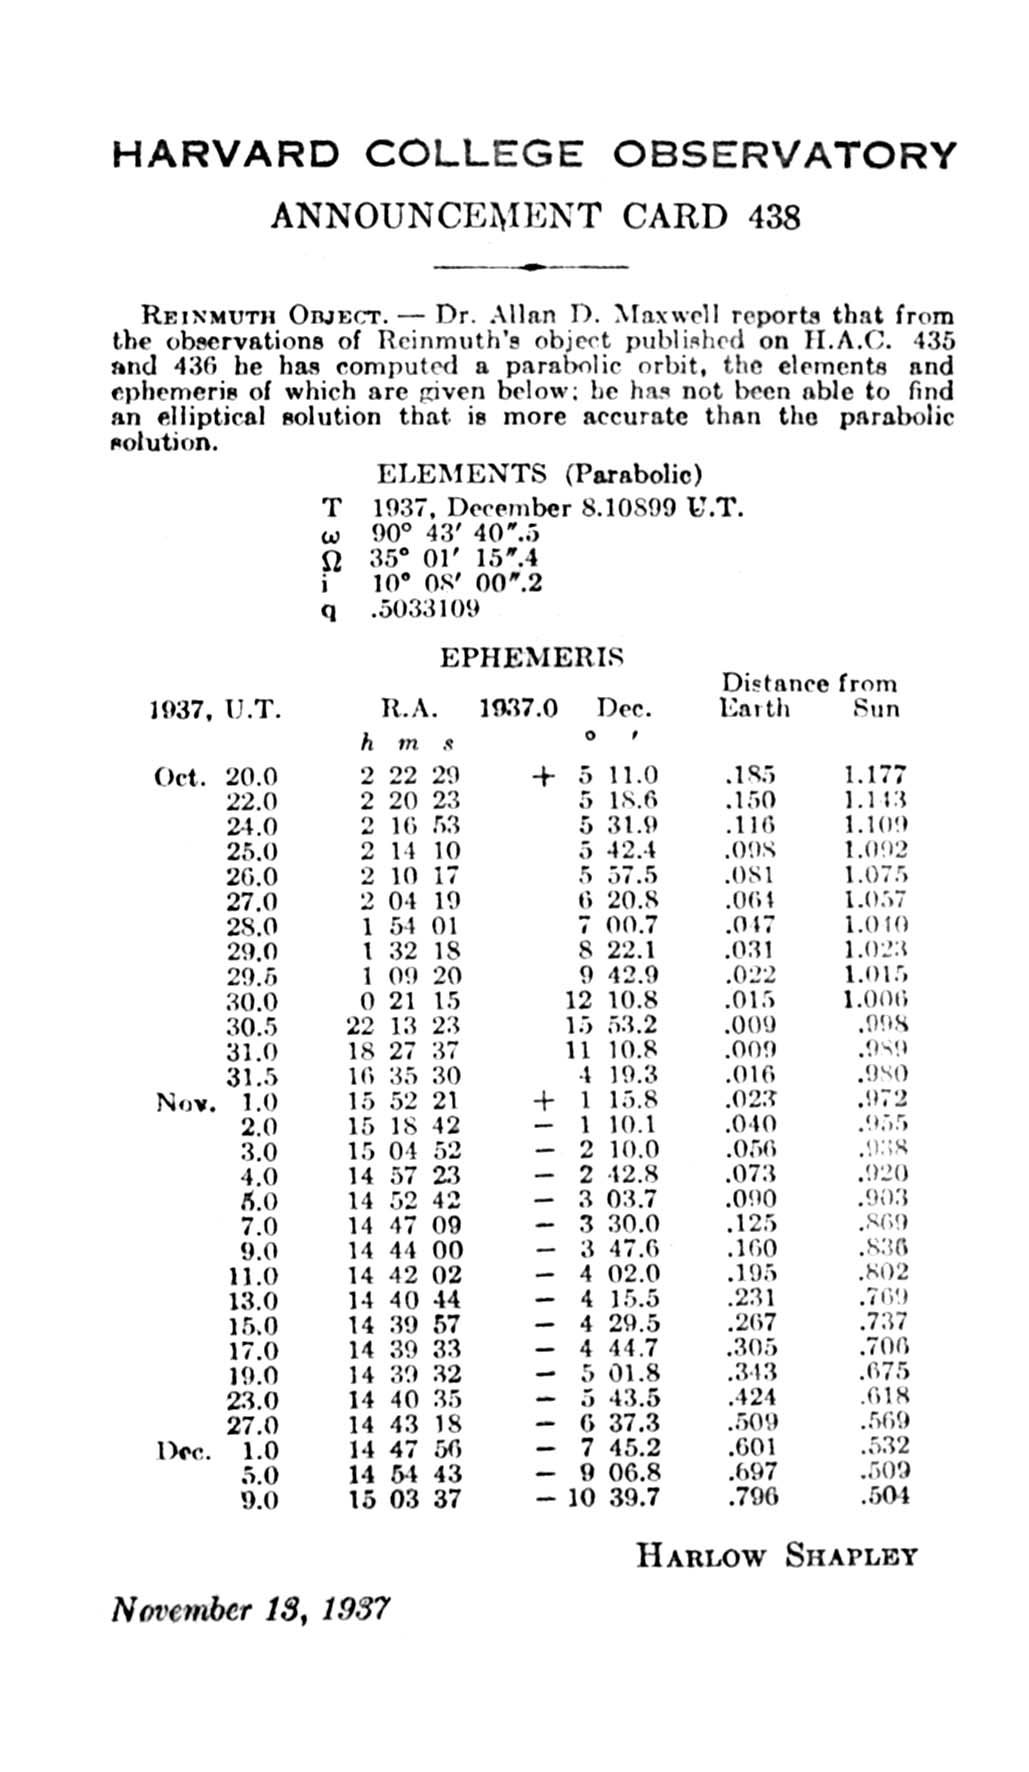 HARVARD COLLEGE OBSERVATORY
ANNOUNCEMENT CARD 438
REINMUTH OBJECT. — Dr. Allan D. Maxwell reports that from
the observations of Reinmuth's object published on H.A.C. 435
and 436 he has computed a parabolic orbit, the elements and
ephemeris of which are given below; he has not been able to find
an elliptical solution that is more accurate than the parabolic
solution.
ELEMENTS (Parabolic)
T 1937, December 8.10899 U.T.
ω 90° 43′ 40″.5
Ω 35° 01′ 15″.4
i 10° 08′ 00″.2
q .5033109
EPHEMERIS
Distance from
1937, U.T. R.A. 1937.0 Dec. Earth Sun
h m s ° ′
Oct. 20.0 2 22 29 + 5 11.0 .185 1.177
22.0 2 20 23 5 18.6 .150 1.143
24.0 2 16 53 5 31.9 .116 1.109
25.0 2 14 10 5 42.4 .098 1.092
26.0 2 10 17 5 57.5 .081 1.075
27.0 2 04 19 6 20.8 .064 1.057
28.0 1 54 01 7 00.7 .047 1.040
29.0 1 32 18 8 22.1 .031 1.023
29.5 1 09 20 9 42.9 .022 1.015
30.0 0 21 15 12 10.8 .015 1.006
30.5 22 13 23 15 53.2 .009 .998
31.0 18 27 37 11 10.8 .009 .989
31.5 16 35 30 4 19.3 .016 .980
Nov. 1.0 15 52 21 + 1 15.8 .023 .972
2.0 15 18 42 − 1 10.1 .040 .955
3.0 15 04 52 − 2 10.0 .056 .938
4.0 14 57 23 − 2 42.8 .073 .920
5.0 14 52 42 − 3 03.7 .090 .903
7.0 14 47 09 − 3 30.0 .125 .869
9.0 14 44 00 − 3 47.6 .160 .836
11.0 14 42 02 − 4 02.0 .195 .802
13.0 14 40 44 − 4 15.5 .231 .769
15.0 14 39 57 − 4 29.5 .267 .737
17.0 14 39 33 − 4 44.7 .305 .706
19.0 14 39 32 − 5 01.8 .343 .675
23.0 14 40 35 − 5 43.5 .424 .618
27.0 14 43 18 − 6 37.3 .509 .569
Dec. 1.0 14 47 56 − 7 45.2 .601 .532
5.0 14 54 43 − 9 06.8 .697 .509
9.0 15 03 37 − 10 39.7 .796 .504
HARLOW SHAPLEY
November 13, 1937